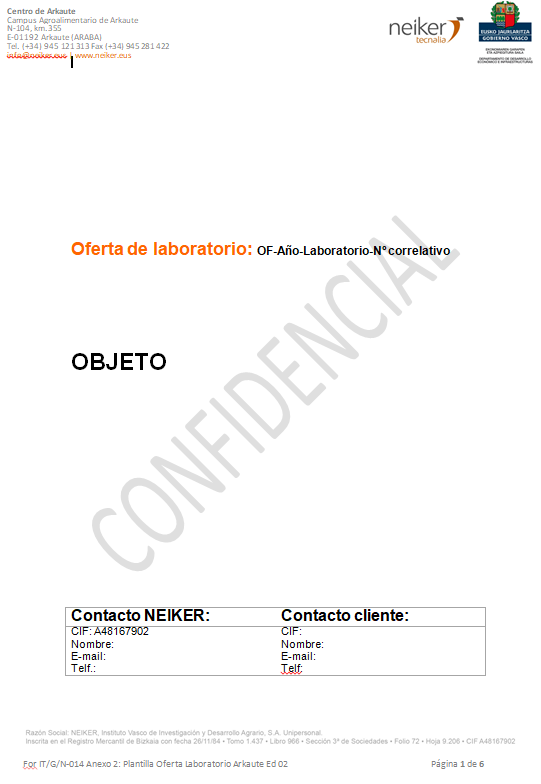 Centro de Arkaute
Campus Agroalimentario de Arkaute
N-104, km.355
E-01192 Arkaute (ARABA)
Tel. (+34) 945 121 313 Fax (+34) 945 281 422
info@neiker.eus | www.neiker.eus
neiker
tecnalia
EUSKO JAURLARITZA
GOBIERNO VASCO
EKONOMIAREN GARAPEN
ETA AZPIEGITURA SAILA
DEPARTAMENTO DE DESARROLLO
ECONÓMICO E INFRAESTRUCTURAS
Oferta de laboratorio: OF-Año-Laboratorio-Nº correlativo
OBJETO
CONFIDENCIAL
Contacto NEIKER: Contacto cliente:
CIF: A48167902 CIF:
Nombre: Nombre:
E-mail: E-mail:
Telf.: Telf:
Razón Social: NEIKER, Instituto Vasco de Investigación y Desarrollo Agrario, S.A. Unipersonal.
Inscrita en el Registro Mercantil de Bizkaia con fecha 26/11/84 • Tomo 1.437 • Libro 966 • Sección 3ª de Sociedades • Folio 72 • Hoja 9.206 • CIF A48167902
For IT/G/N-014 Anexo 2: Plantilla Oferta Laboratorio Arkaute Ed 02 Página 1 de 6